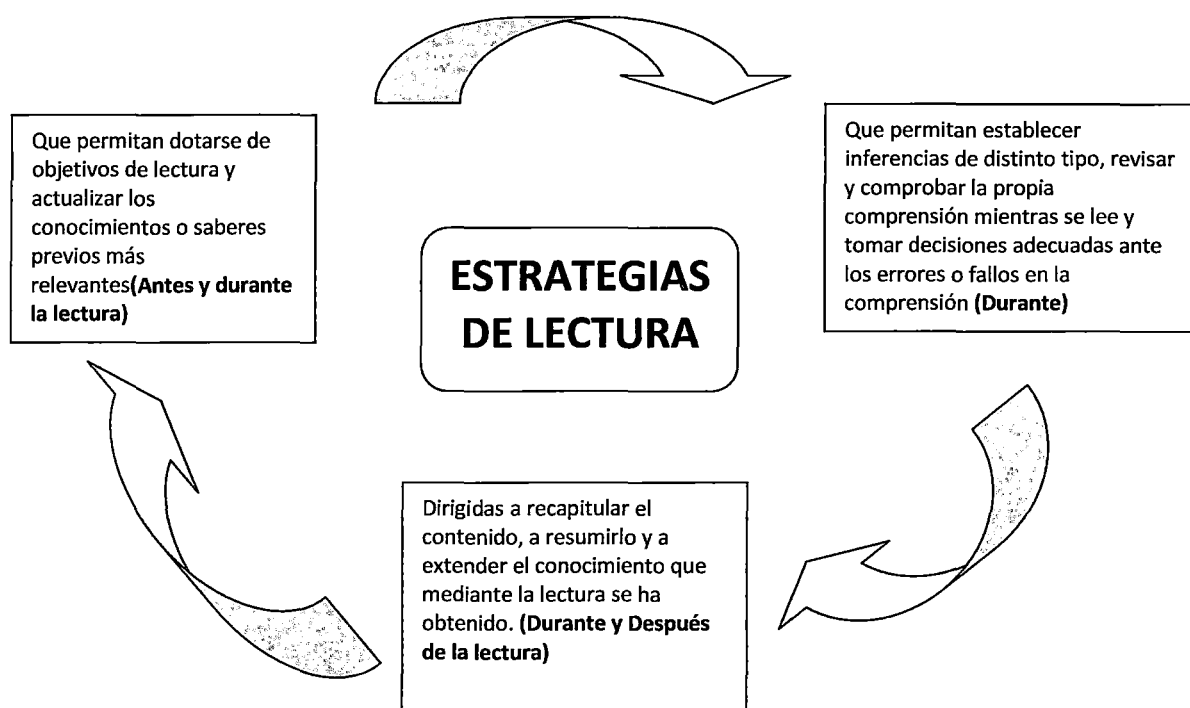 Que permitan dotarse de
objetivos de lectura y
actualizar los
conocimientos o saberes
previos más
relevantes(Antes y durante
la lectura)
Que permitan establecer
inferencias de distinto tipo, revisar
y comprobar la propia
comprensión mientras se lee y
tomar decisiones adecuadas ante
los errores o fallos en la
comprensión (Durante)
ESTRATEGIAS
DE LECTURA
Dirigidas a recapitular el
contenido, a resumirlo y a
extender el conocimiento que
mediante la lectura se ha
obtenido. (Durante y Después
de la lectura)